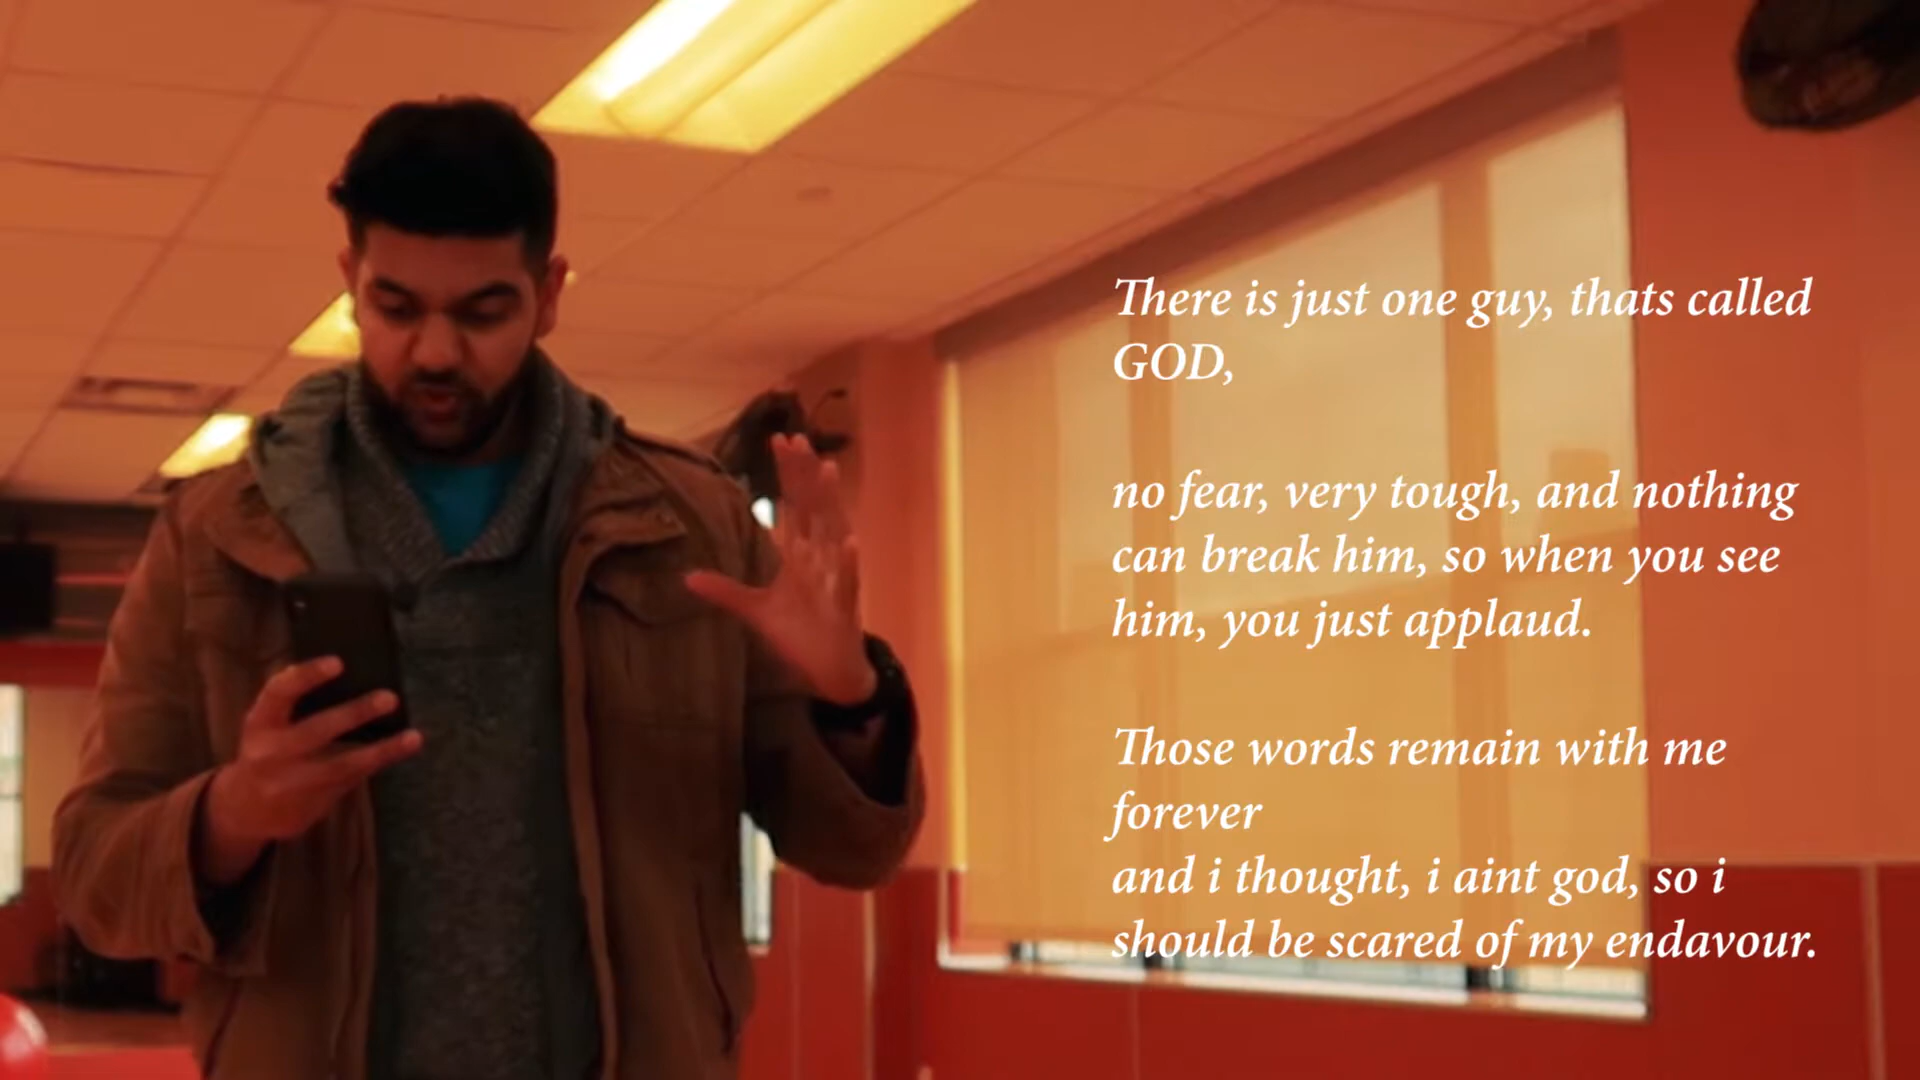 There is just one guy, thats called
GOD,
no fear, very tough, and nothing
can break him, so when you see
him, you just applaud.
Those words remain with me
forever
and i thought, i aint god, so i
should be scared of my endavour.